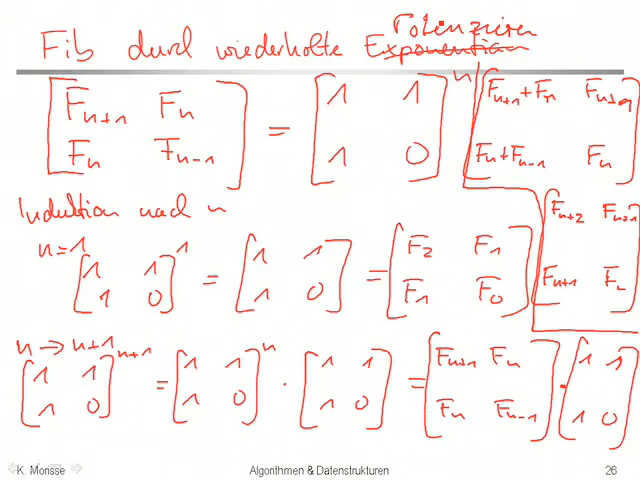 Fib durch wiederholte Exponentian Potenzieren
[F_{n+1} F_n; F_n F_{n-1}] = [1 1; 1 0]^n
[F_{n+1}+F_n F_{n+1}; F_n+F_{n-1} F_n]
Induktion nach n
[F_{n+2} F_{n+1}; F_{n+1} F_n]
n=1 [1 1; 1 0]^1 = [1 1; 1 0] = [F_2 F_1; F_1 F_0]
n → n+1
[1 1; 1 0]^{n+1} = [1 1; 1 0]^n · [1 1; 1 0] = [F_{n+1} F_n; F_n F_{n-1}] · [1 1; 1 0]
K. Morisse Algorithmen & Datenstrukturen 26